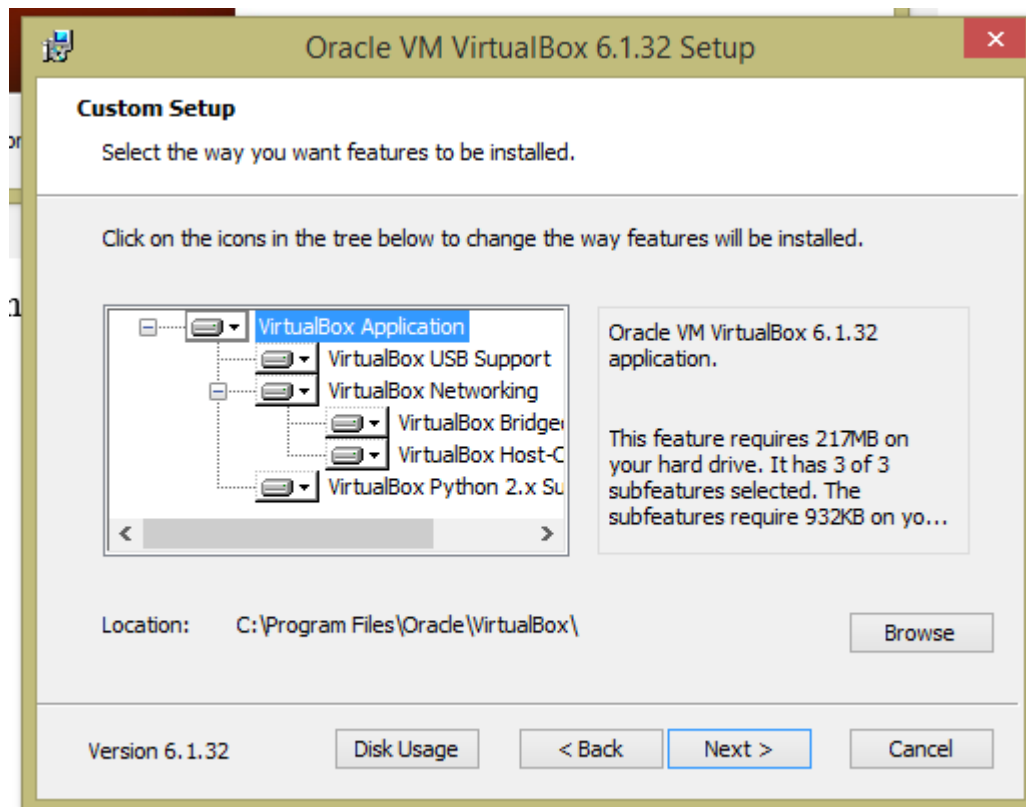 Oracle VM VirtualBox 6.1.32 Setup
Custom Setup
Select the way you want features to be installed.
Click on the icons in the tree below to change the way features will be installed.
VirtualBox Application
VirtualBox USB Support
VirtualBox Networking
VirtualBox Bridge
VirtualBox Host-C
VirtualBox Python 2.x Su
Oracle VM VirtualBox 6.1.32
application.
This feature requires 217MB on
your hard drive. It has 3 of 3
subfeatures selected. The
subfeatures require 932KB on yo...
Location: C:\Program Files\Oracle\VirtualBox\
Browse
Version 6.1.32
Disk Usage
< Back
Next >
Cancel